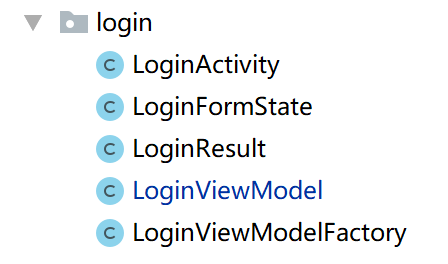 login
C LoginActivity
C LoginFormState
C LoginResult
C LoginViewModel
C LoginViewModelFactory